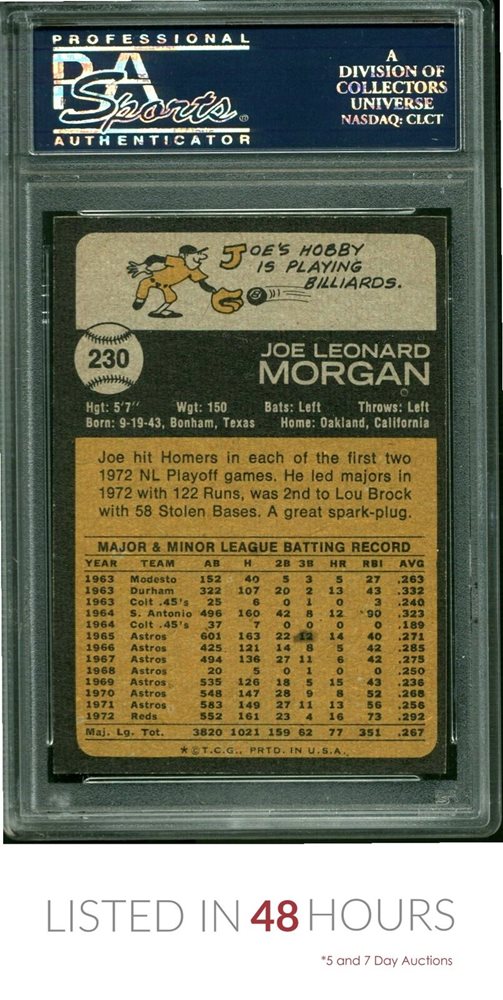 PROFESSIONAL
PSA
Sports®
AUTHENTICATOR
A
DIVISION OF
COLLECTORS
UNIVERSE
NASDAQ: CLCT
JOE'S HOBBY
IS PLAYING
BILLIARDS.
8
230
JOE LEONARD
MORGAN
Hgt: 5'7" Wgt: 150 Bats: Left Throws: Left
Born: 9-19-43, Bonham, Texas Home: Oakland, California
Joe hit Homers in each of the first two
1972 NL Playoff games. He led majors in
1972 with 122 Runs, was 2nd to Lou Brock
with 58 Stolen Bases. A great spark-plug.
MAJOR & MINOR LEAGUE BATTING RECORD
YEAR TEAM AB H 2B 3B HR RBI AVG
1963 Modesto 152 40 5 3 5 27 .263
1963 Durham 322 107 20 2 13 43 .332
1963 Colt .45's 25 6 0 1 0 3 .240
1964 S. Antonio 496 160 42 8 12 90 .323
1964 Colt .45's 37 7 0 0 0 0 .189
1965 Astros 601 163 22 12 14 40 .271
1966 Astros 425 121 14 8 5 42 .285
1967 Astros 494 136 27 11 6 42 .275
1968 Astros 20 5 0 1 0 0 .250
1969 Astros 535 126 18 5 15 43 .236
1970 Astros 548 147 28 9 8 52 .268
1971 Astros 583 149 27 11 13 56 .256
1972 Reds 552 161 23 4 16 73 .292
Maj. Lg. Tot. 3820 1021 159 62 77 351 .267
*©T.C.G., PRTD. IN U.S.A.
LISTED IN 48 HOURS
*5 and 7 Day Auctions